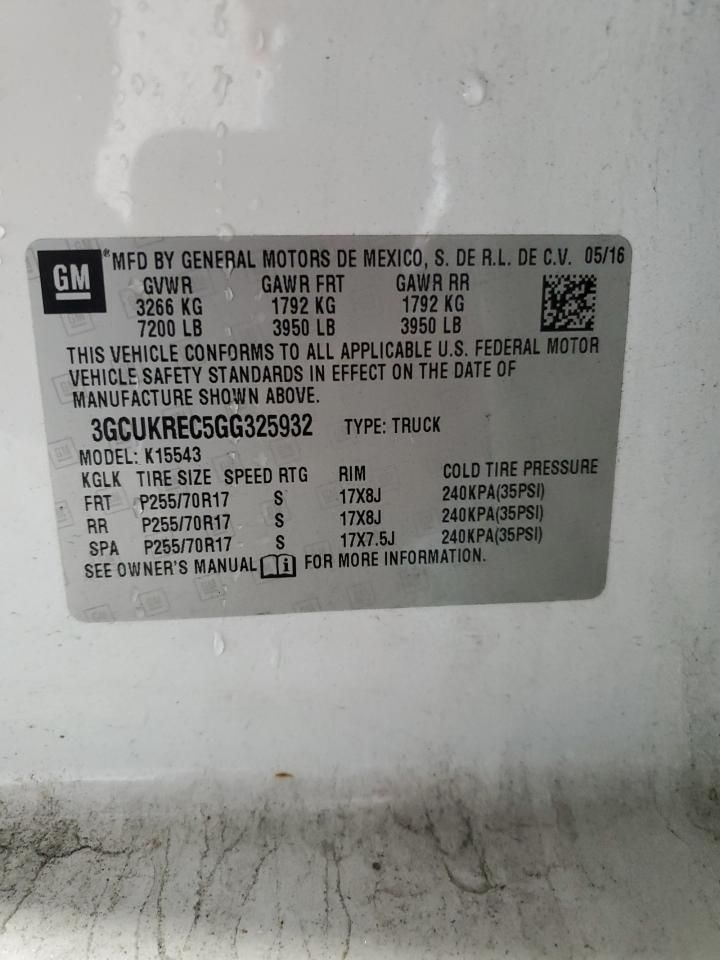 GM ®MFD BY GENERAL MOTORS DE MEXICO, S. DE R.L. DE C.V. 05/16
GVWR GAWR FRT GAWR RR
3266 KG 1792 KG 1792 KG
7200 LB 3950 LB 3950 LB
THIS VEHICLE CONFORMS TO ALL APPLICABLE U.S. FEDERAL MOTOR
VEHICLE SAFETY STANDARDS IN EFFECT ON THE DATE OF
MANUFACTURE SHOWN ABOVE.
3GCUKREC5GG325932 TYPE: TRUCK
MODEL: K15543
KGLK TIRE SIZE SPEED RTG RIM COLD TIRE PRESSURE
FRT P255/70R17 S 17X8J 240KPA(35PSI)
RR P255/70R17 S 17X8J 240KPA(35PSI)
SPA P255/70R17 S 17X7.5J 240KPA(35PSI)
SEE OWNER'S MANUAL i FOR MORE INFORMATION.